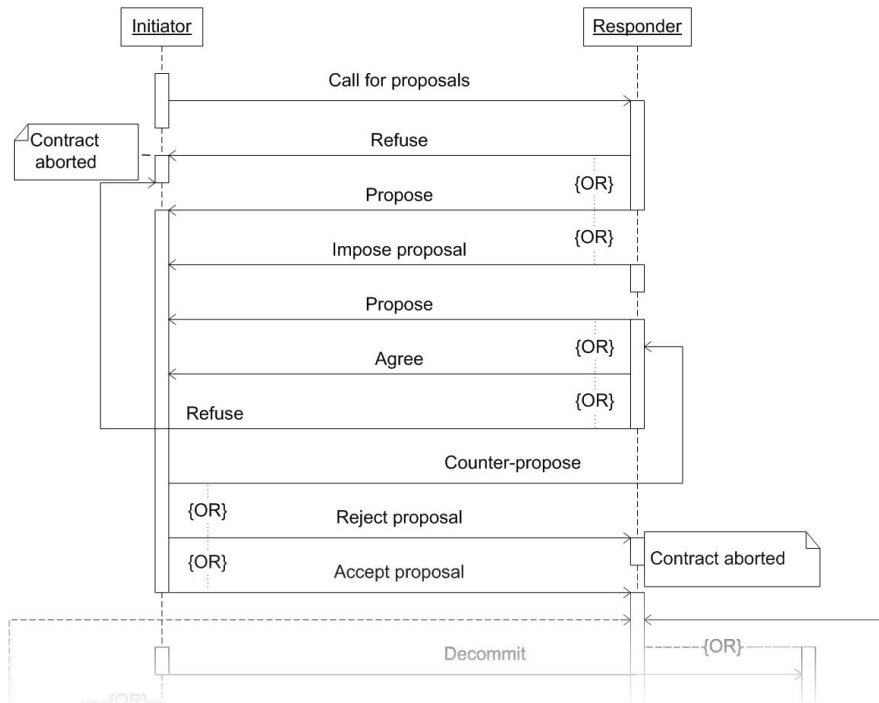 Initiator
Responder
Call for proposals
Contract
aborted
Refuse
{OR}
Propose
{OR}
Impose proposal
Propose
{OR}
Agree
{OR}
Refuse
Counter-propose
{OR}
Reject proposal
Contract aborted
{OR}
Accept proposal
{OR}
Decommit
{OR}